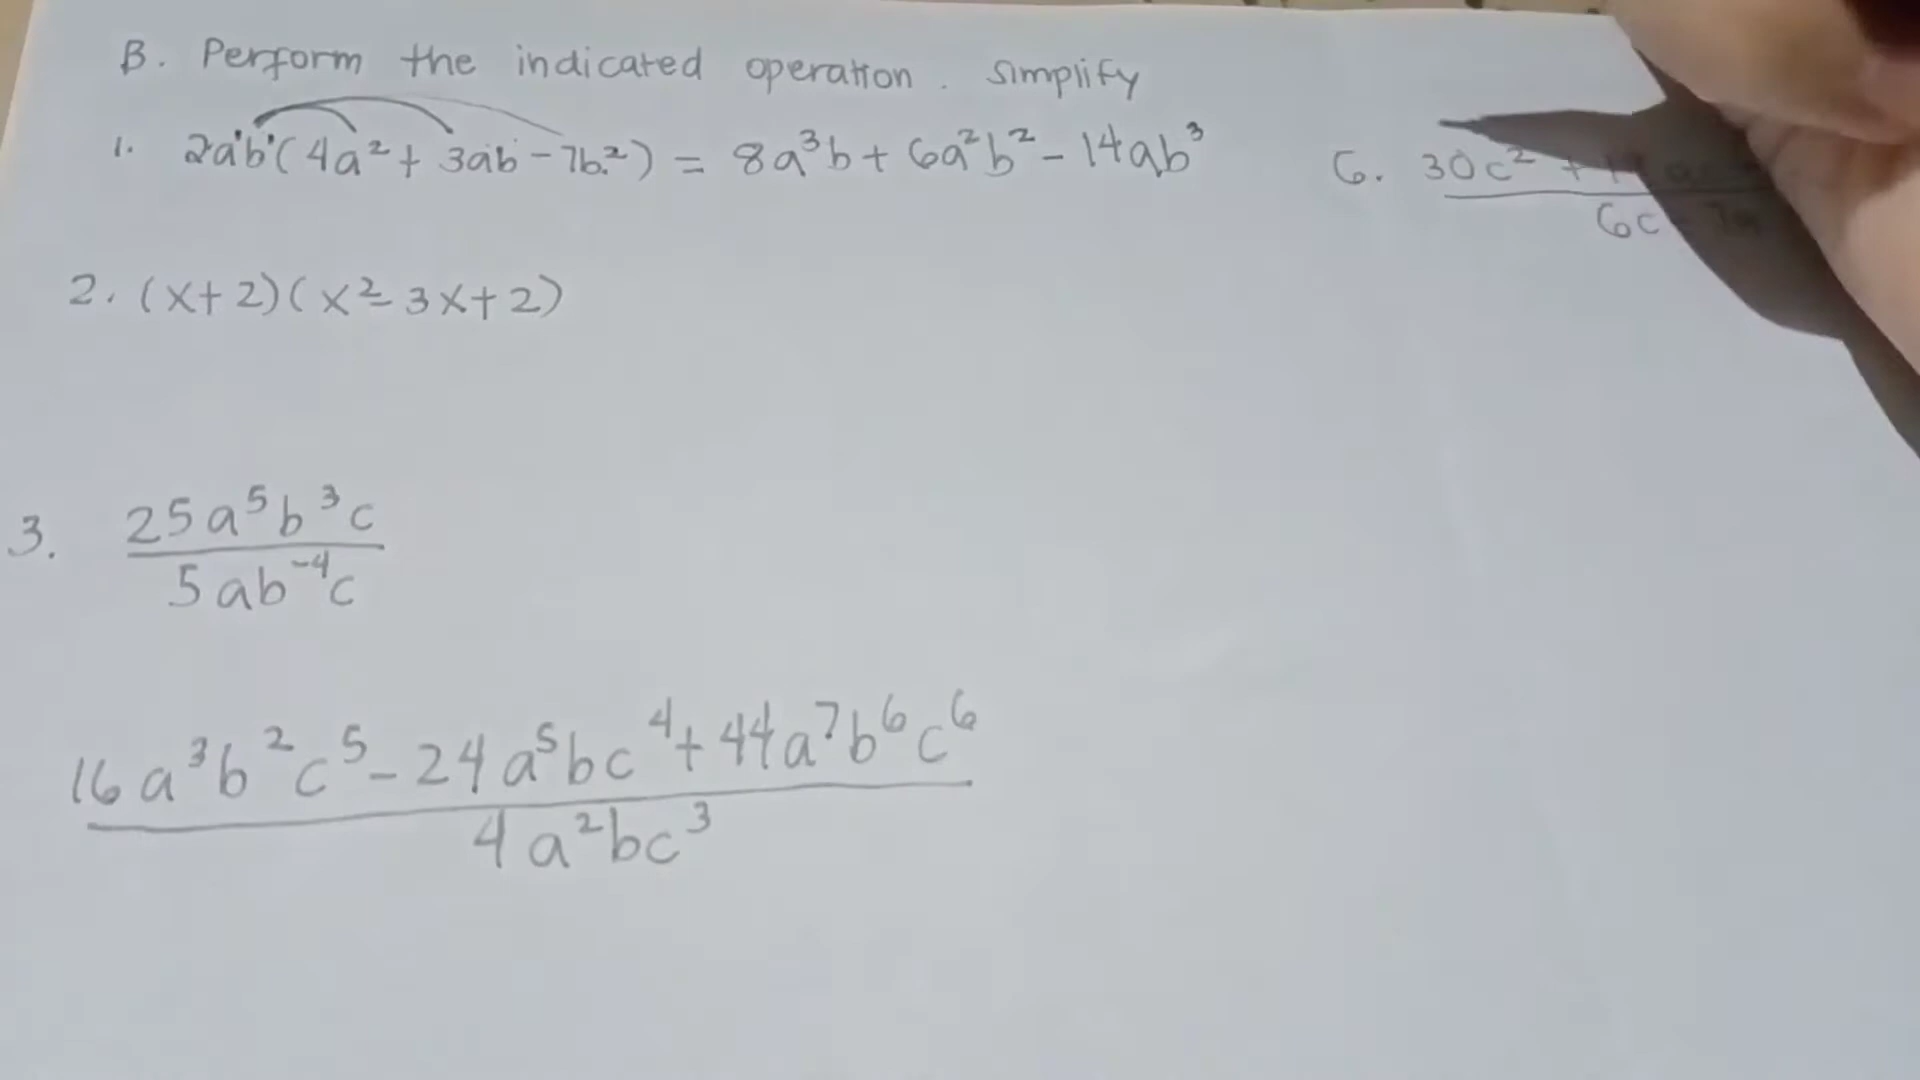 B. Perform the indicated operation. Simplify
1. 2a¹b¹(4a² + 3ab - 7b²) = 8a³b + 6a²b² - 14ab³
6. 30c² +
6c
2. (x+2)(x²-3x+2)
3. 25a⁵b³c
5ab⁻⁴c
16a³b²c⁵ - 24a⁵bc⁴ + 44a⁷b⁶c⁶
4a²bc³